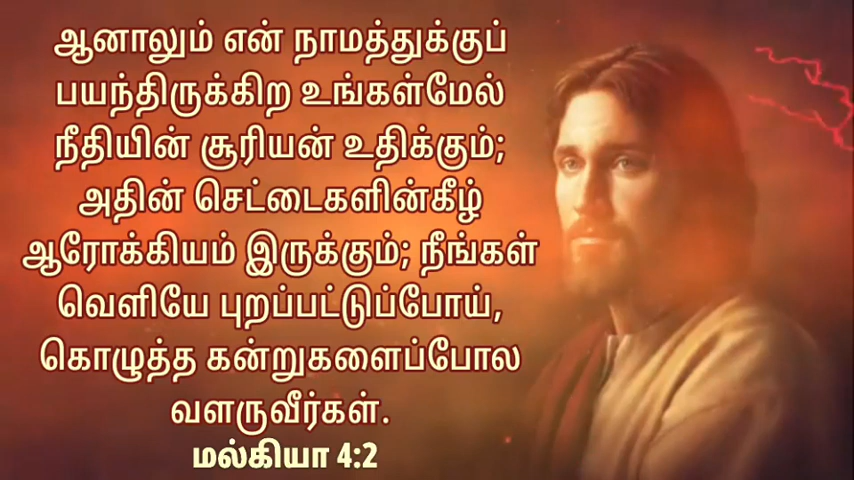 ஆனாலும் என் நாமத்துக்குப்
பயந்திருக்கிற உங்கள்மேல்
நீதியின் சூரியன் உதிக்கும்;
அதின் செட்டைகளின்கீழ்
ஆரோக்கியம் இருக்கும்; நீங்கள்
வெளியே புறப்பட்டுப்போய்,
கொழுத்த கன்றுகளைப்போல
வளருவீர்கள்.
மல்கியா 4:2